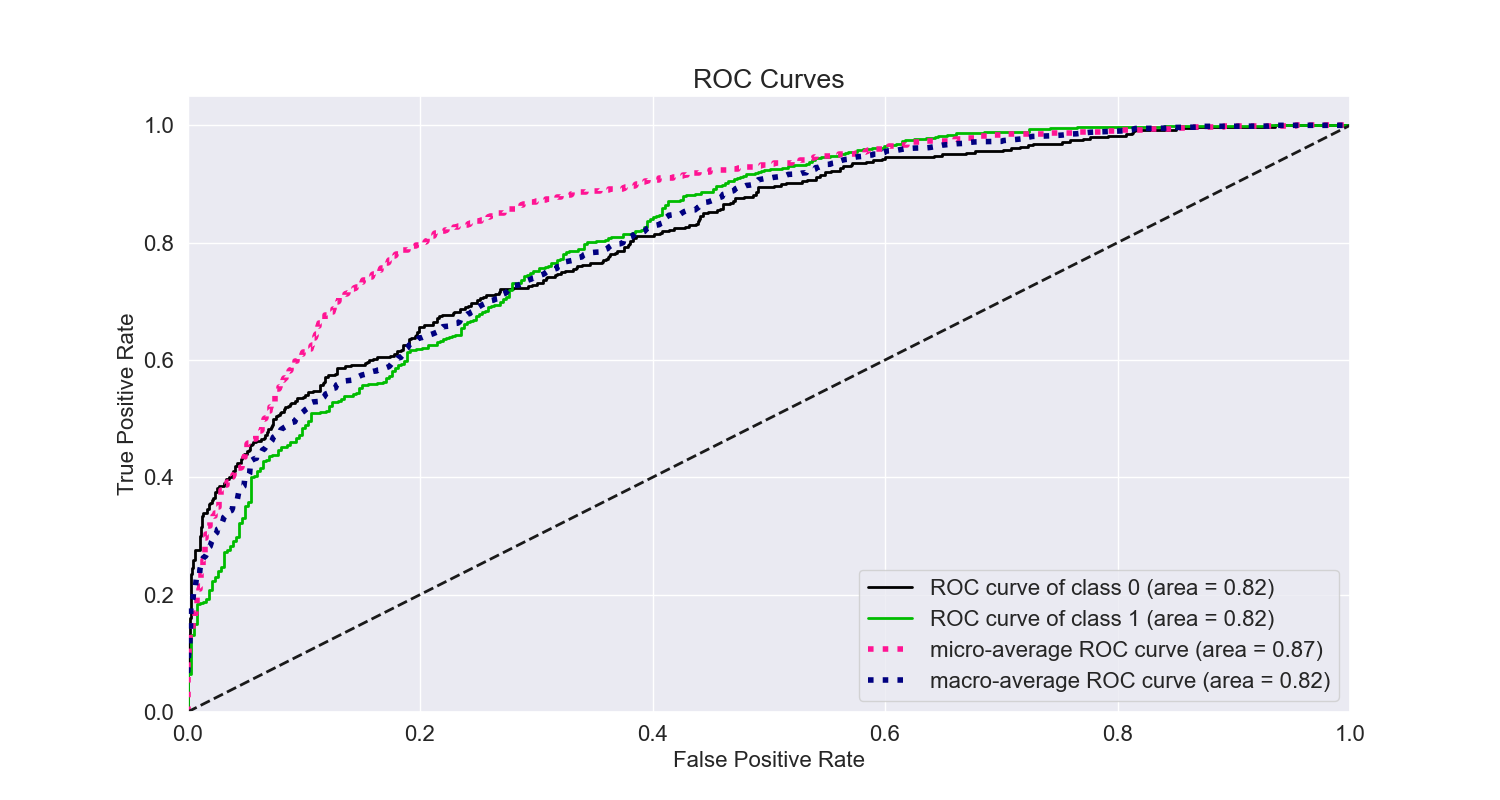 ROC Curves
True Positive Rate
1.0
0.8
0.6
0.4
0.2
0.0
0.0 0.2 0.4 0.6 0.8 1.0
False Positive Rate
ROC curve of class 0 (area = 0.82)
ROC curve of class 1 (area = 0.82)
micro-average ROC curve (area = 0.87)
macro-average ROC curve (area = 0.82)